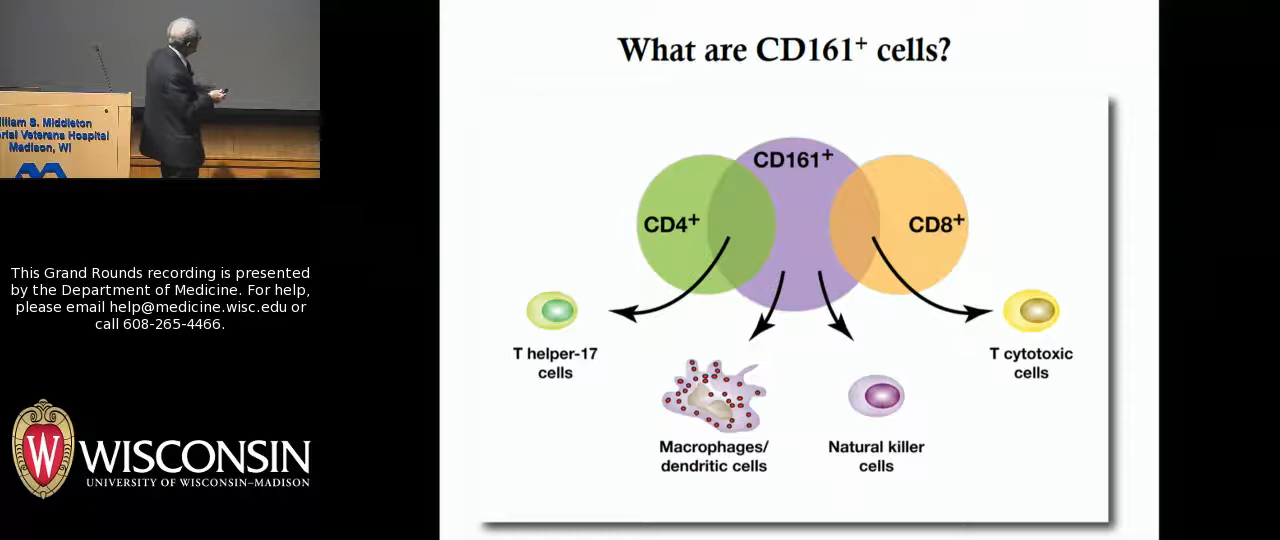 What are CD161+ cells?
CD161+
CD4+
CD8+
T helper-17
cells
T cytotoxic
cells
Macrophages/
dendritic cells
Natural killer
cells
lliam S. Middleton
rial Veterans Hospital
Madison, WI
This Grand Rounds recording is presented
by the Department of Medicine. For help,
please email help@medicine.wisc.edu or
call 608-265-4466.
W
WISCONSIN
UNIVERSITY OF WISCONSIN–MADISON